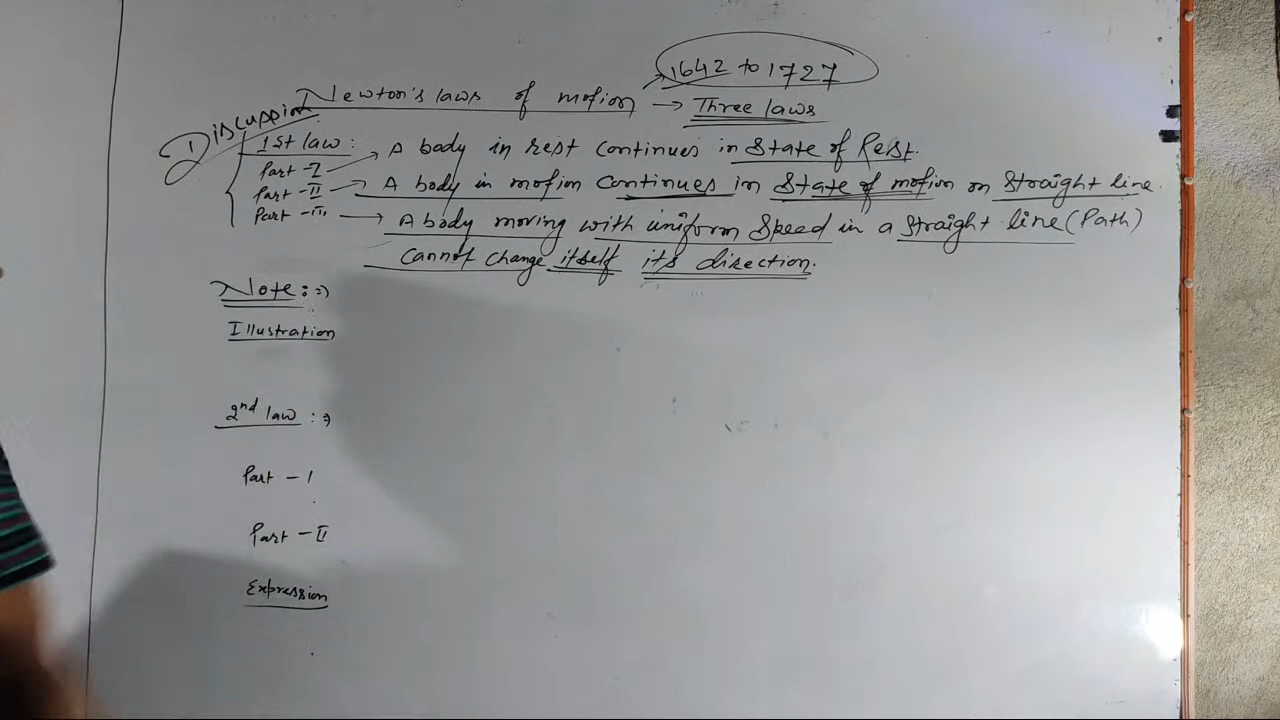 1642 to 1727
Newton's laws of motion → Three laws
① Discussion
1st law:
Part-I → A body in rest continues in State of Rest.
Part-II → A body in motion continues in State of motion on straight line.
Part-III → A body moving with uniform speed in a straight line (Path)
cannot change itself its direction.
Note:⇒
Illustration
2nd law :⇒
Part - I
Part - II
Expression